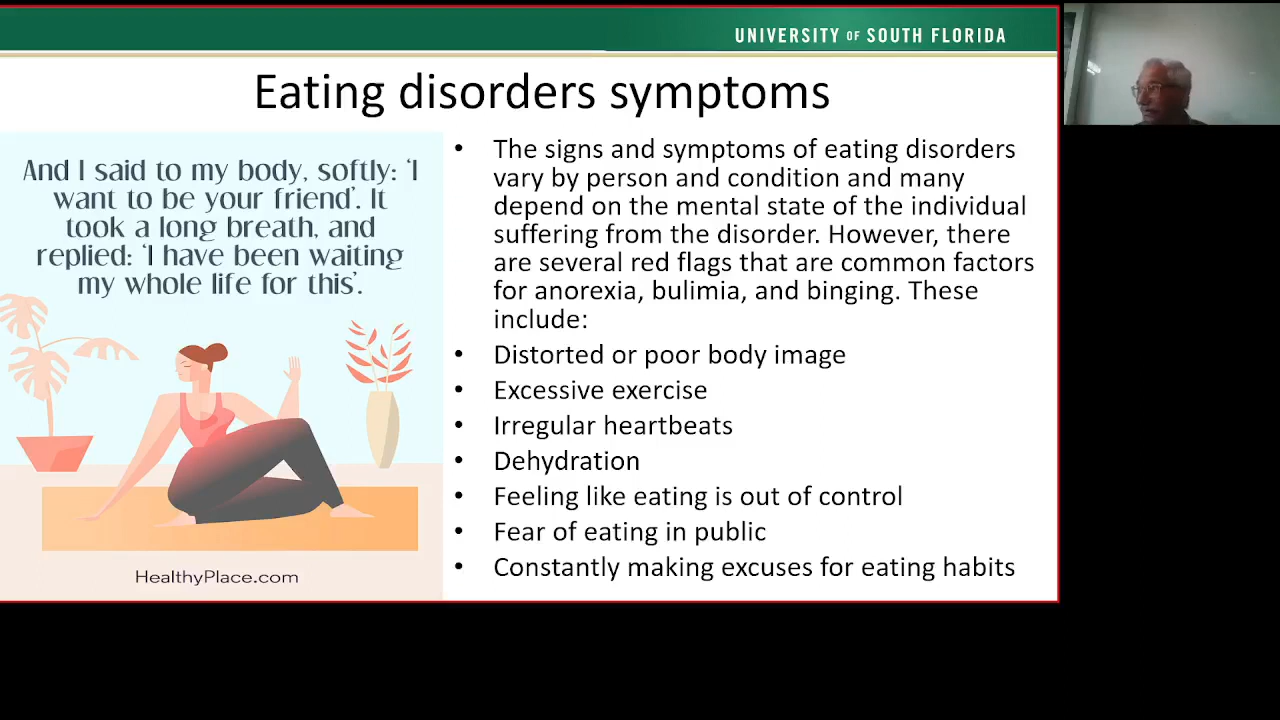 UNIVERSITY OF SOUTH FLORIDA
Eating disorders symptoms
And I said to my body, softly: ‘I
want to be your friend’. It
took a long breath, and
replied: ‘I have been waiting
my whole life for this’.
HealthyPlace.com
• The signs and symptoms of eating disorders
vary by person and condition and many
depend on the mental state of the individual
suffering from the disorder. However, there
are several red flags that are common factors
for anorexia, bulimia, and binging. These
include:
• Distorted or poor body image
• Excessive exercise
• Irregular heartbeats
• Dehydration
• Feeling like eating is out of control
• Fear of eating in public
• Constantly making excuses for eating habits